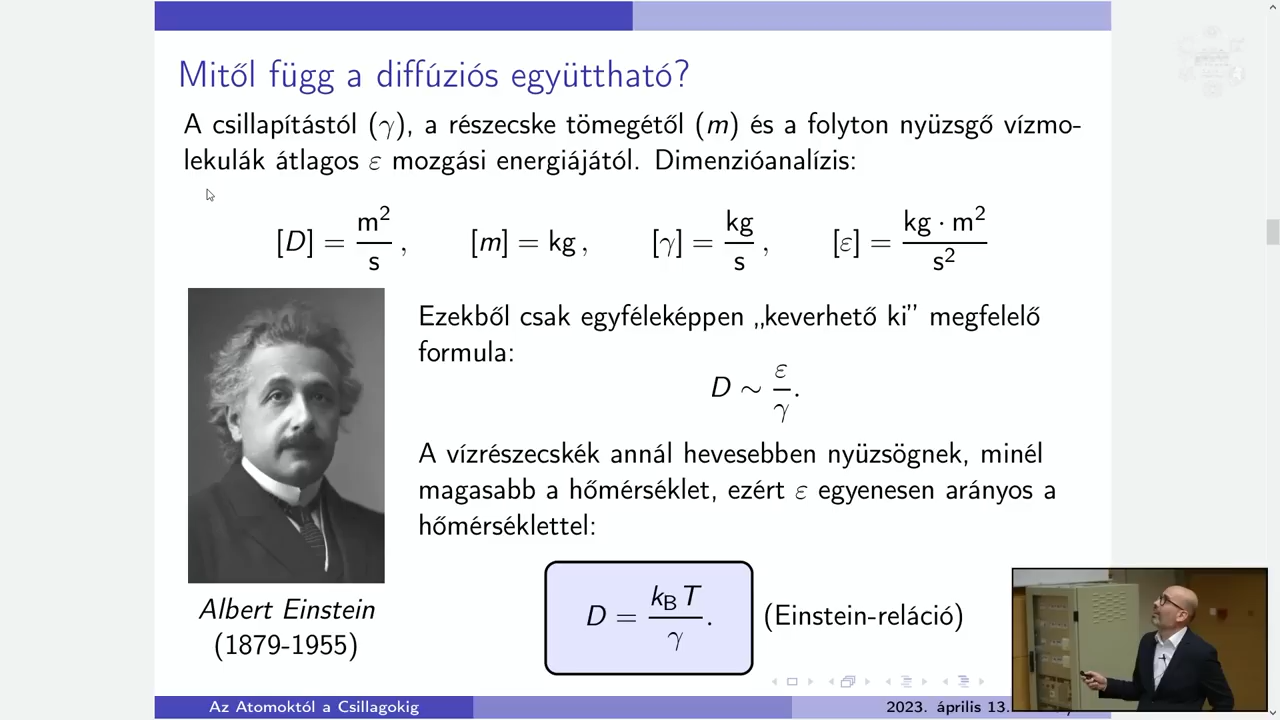 Mitől függ a diffúziós együttható?
A csillapítástól (γ), a részecske tömegétől (m) és a folyton nyüzsgő vízmo-
lekulák átlagos ε mozgási energiájától. Dimenzióanalízis:
[D] = m²/s , [m] = kg , [γ] = kg/s , [ε] = kg · m²/s²
Ezekből csak egyféleképpen „keverhető ki” megfelelő
formula:
D ∼ ε/γ.
A vízrészecskék annál hevesebben nyüzsögnek, minél
magasabb a hőmérséklet, ezért ε egyenesen arányos a
hőmérséklettel:
D = k_B T/γ. (Einstein-reláció)
Albert Einstein
(1879-1955)
Az Atomoktól a Csillagokig
2023. április 13.